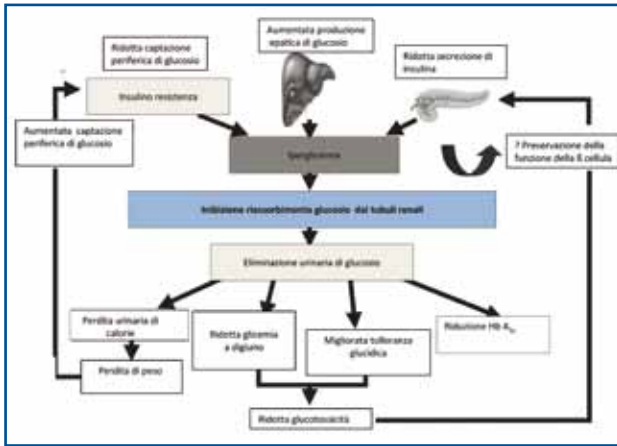 Aumentata produzione
epatica di glucosio
Ridotta captazione
periferica di glucosio
Ridotta secrezione di
insulina
Insulino resistenza
Aumentata captazione
periferica di glucosio
? Preservazione della
funzione della ß cellula
Iperglicemia
Inibizione riassorbimento glucosio dai tubuli renali
Eliminazione urinaria di glucosio
Perdita urinaria di
calorie
Ridotta glicemia
a digiuno
Migliorata tolleranza
glucidica
Riduzione Hb A1c
Perdita di peso
Ridotta glucotossicità